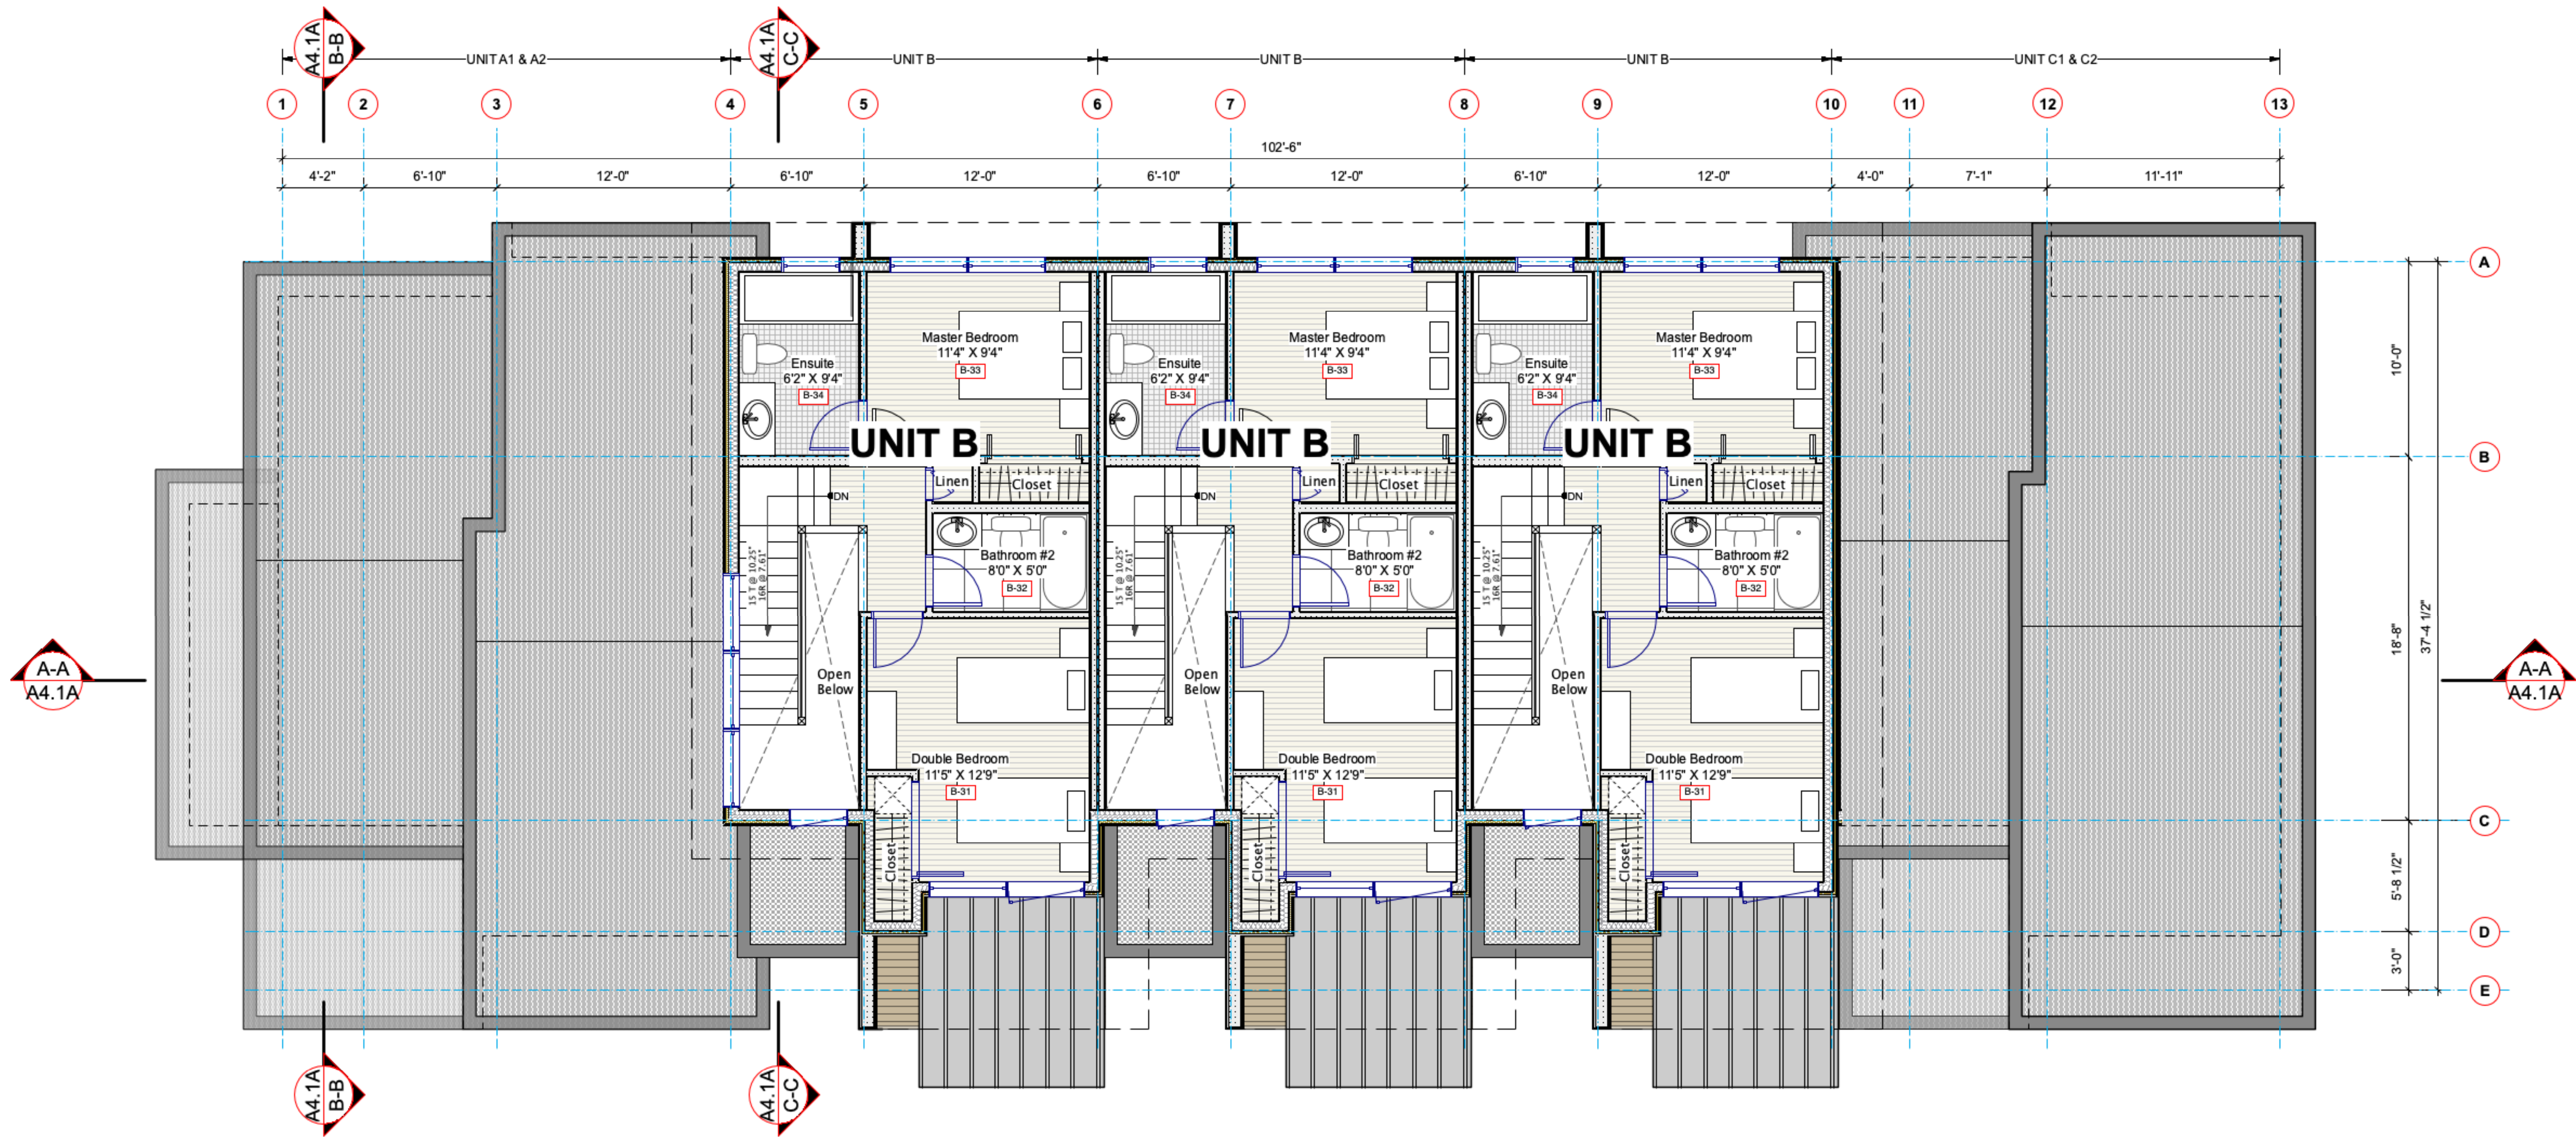 A4.1A
B-B
A4.1A
C-C
UNIT A1 & A2
UNIT B
UNIT B
UNIT B
UNIT C1 & C2
1
2
3
4
5
6
7
8
9
10
11
12
13
102'-6"
4'-2"
6'-10"
12'-0"
6'-10"
12'-0"
6'-10"
12'-0"
6'-10"
12'-0"
4'-0"
7'-1"
11'-11"
A
B
C
D
E
10'-0"
18'-8"
37'-4 1/2"
5'-8 1/2"
3'-0"
A-A
A4.1A
A-A
A4.1A
Master Bedroom
11'4" X 9'4"
B-33
Ensuite
6'2" X 9'4"
B-34
UNIT B
Linen
Closet
DN
15 T @ 10.25"
16R @ 7.61"
Bathroom #2
8'0" X 5'0"
B-32
Open
Below
Double Bedroom
11'5" X 12'9"
B-31
Closet
Master Bedroom
11'4" X 9'4"
B-33
Ensuite
6'2" X 9'4"
B-34
UNIT B
Linen
Closet
DN
15 T @ 10.25"
16R @ 7.61"
Bathroom #2
8'0" X 5'0"
B-32
Open
Below
Double Bedroom
11'5" X 12'9"
B-31
Closet
Master Bedroom
11'4" X 9'4"
B-33
Ensuite
6'2" X 9'4"
B-34
UNIT B
Linen
Closet
DN
15 T @ 10.25"
16R @ 7.61"
Bathroom #2
8'0" X 5'0"
B-32
Open
Below
Double Bedroom
11'5" X 12'9"
B-31
Closet
A4.1A
B-B
A4.1A
C-C